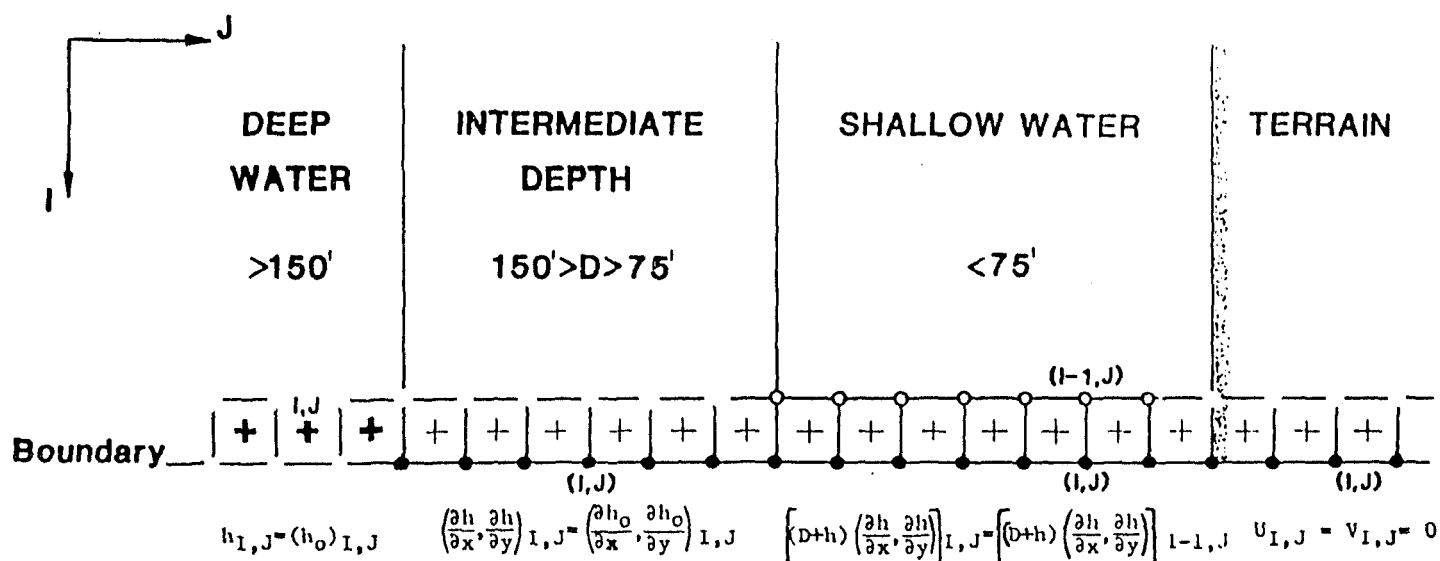 J
I
DEEP WATER
INTERMEDIATE DEPTH
SHALLOW WATER
TERRAIN
>150'
150'>D>75'
<75'
(I-1,J)
I,J
Boundary
(I,J)
(I,J)
(I,J)
h_{I,J}=(h_o)_{I,J}
(∂h/∂x, ∂h/∂y)_{I,J}=(∂h_o/∂x, ∂h_o/∂y)_{I,J}
[(D+h)(∂h/∂x, ∂h/∂y)]_{I,J}=[(D+h)(∂h/∂x, ∂h/∂y)]_{I-1,J}
U_{I,J} = V_{I,J} = 0